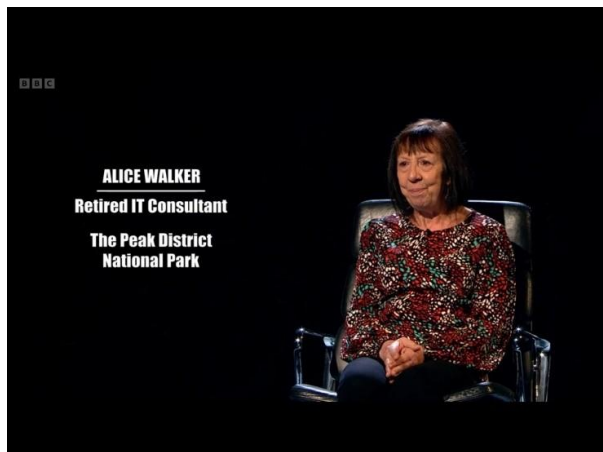 BBC
ALICE WALKER
Retired IT Consultant
The Peak District
National Park